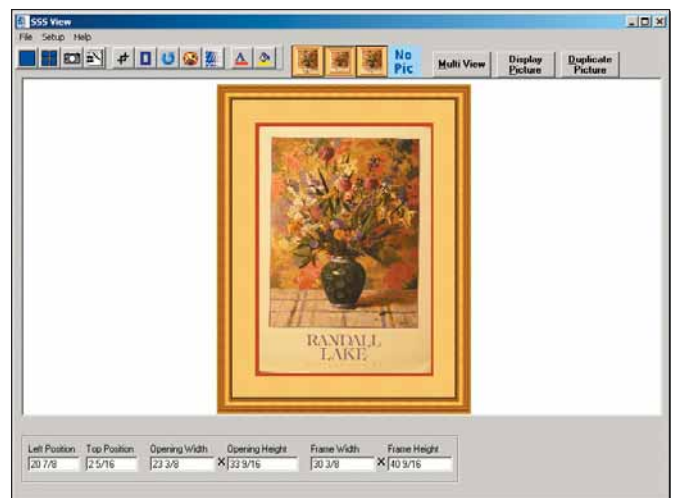 SSS View
File Setup Help
No
Pic
Multi View
Display
Picture
Duplicate
Picture
RANDALL
LAKE
Left Position Top Position Opening Width Opening Height Frame Width Frame Height
20 7/8 2 5/16 23 3/8 X 33 9/16 30 3/8 X 40 9/16